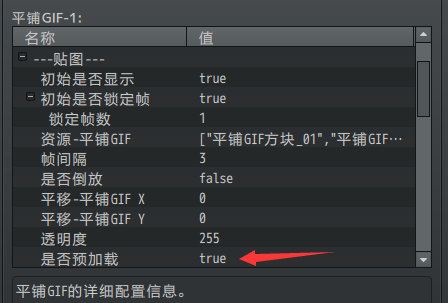 平铺GIF-1:
名称 值
---贴图---
初始是否显示 true
初始是否锁定帧 true
锁定帧数 1
资源-平铺GIF ["平铺GIF方块_01","平铺GIF…
帧间隔 3
是否倒放 false
平移-平铺GIF X 0
平移-平铺GIF Y 0
透明度 255
是否预加载 true
平铺GIF的详细配置信息。